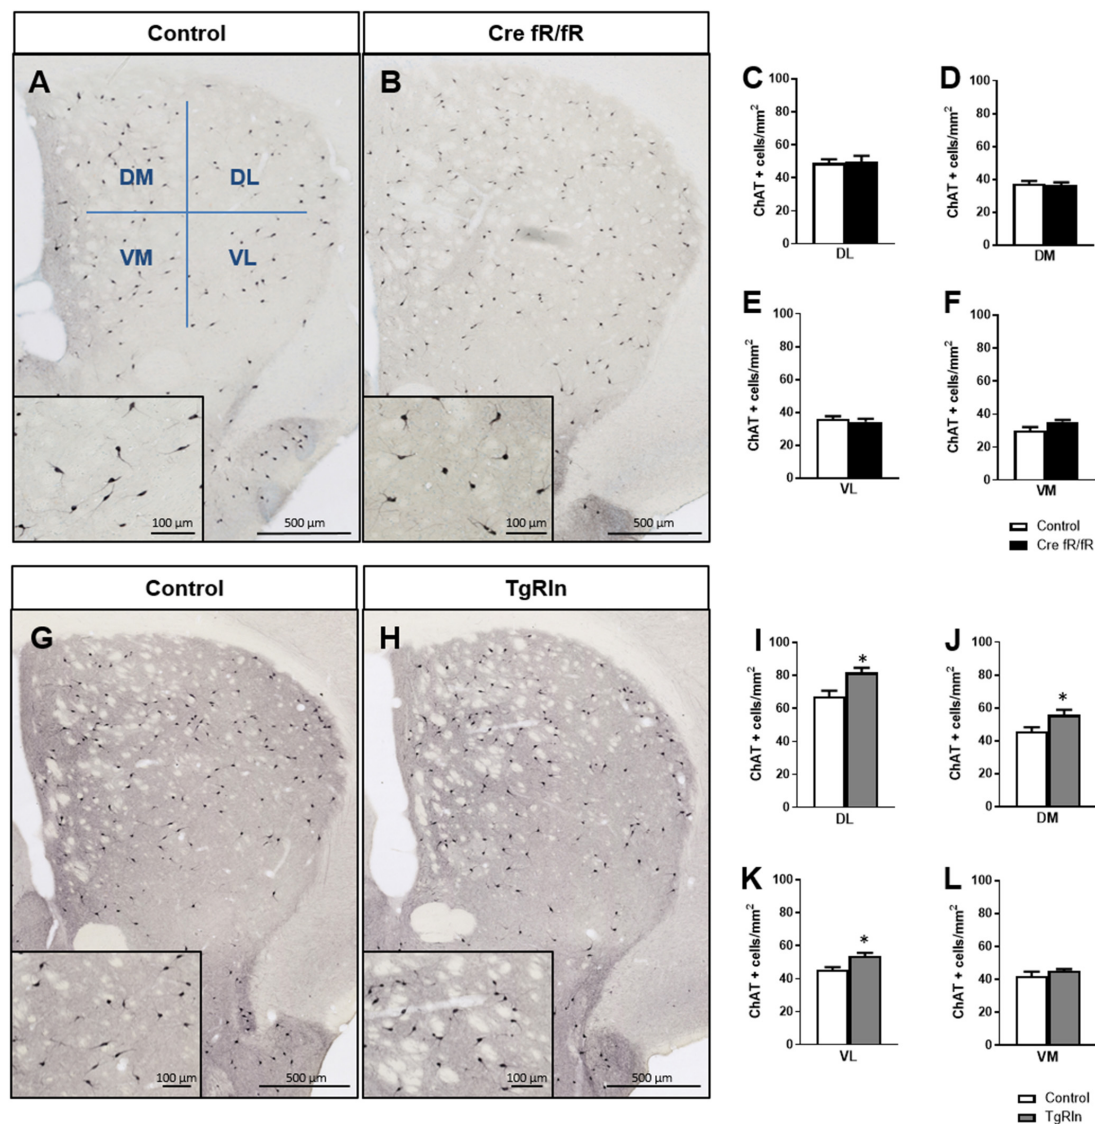 Control
Cre fR/fR
A
DM
DL
VM
VL
100 µm
500 µm
B
100 µm
500 µm
C
ChAT + cells/mm²
100
80
60
40
20
0
DL
D
ChAT + cells/mm²
100
80
60
40
20
0
DM
E
ChAT + cells/mm²
100
80
60
40
20
0
VL
F
ChAT + cells/mm²
100
80
60
40
20
0
VM
Control
Cre fR/fR
Control
TgRln
G
100 µm
500 µm
H
100 µm
500 µm
I
ChAT + cells/mm²
100
80
60
40
20
0
*
DL
J
ChAT + cells/mm²
100
80
60
40
20
0
*
DM
K
ChAT + cells/mm²
100
80
60
40
20
0
*
VL
L
ChAT + cells/mm²
100
80
60
40
20
0
VM
Control
TgRln